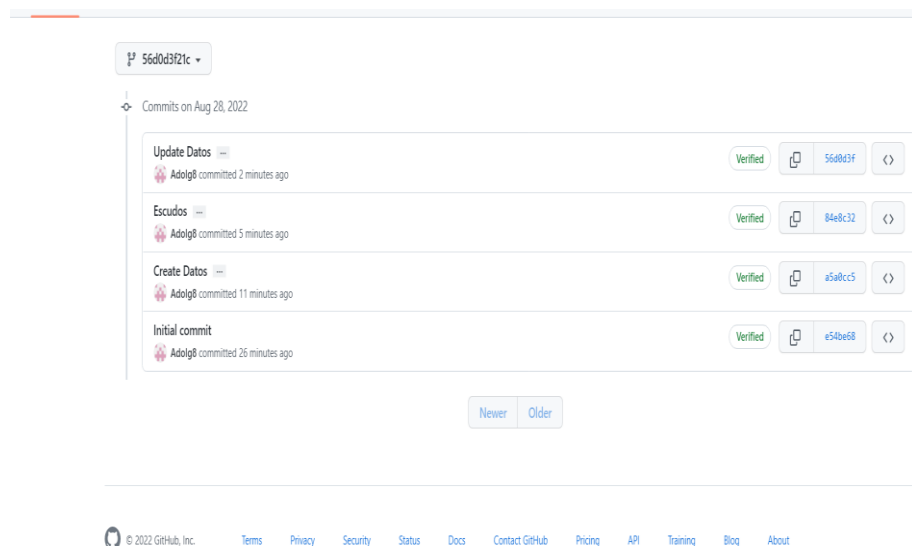 56d0d3f21c
Commits on Aug 28, 2022
Update Datos ...
Verified 56d0d3f
Adolg8 committed 2 minutes ago
Escudos ...
Verified 84e8c32
Adolg8 committed 5 minutes ago
Create Datos ...
Verified a5a0cc5
Adolg8 committed 11 minutes ago
Initial commit
Verified e54be68
Adolg8 committed 26 minutes ago
Newer Older
© 2022 GitHub, Inc. Terms Privacy Security Status Docs Contact GitHub Pricing API Training Blog About